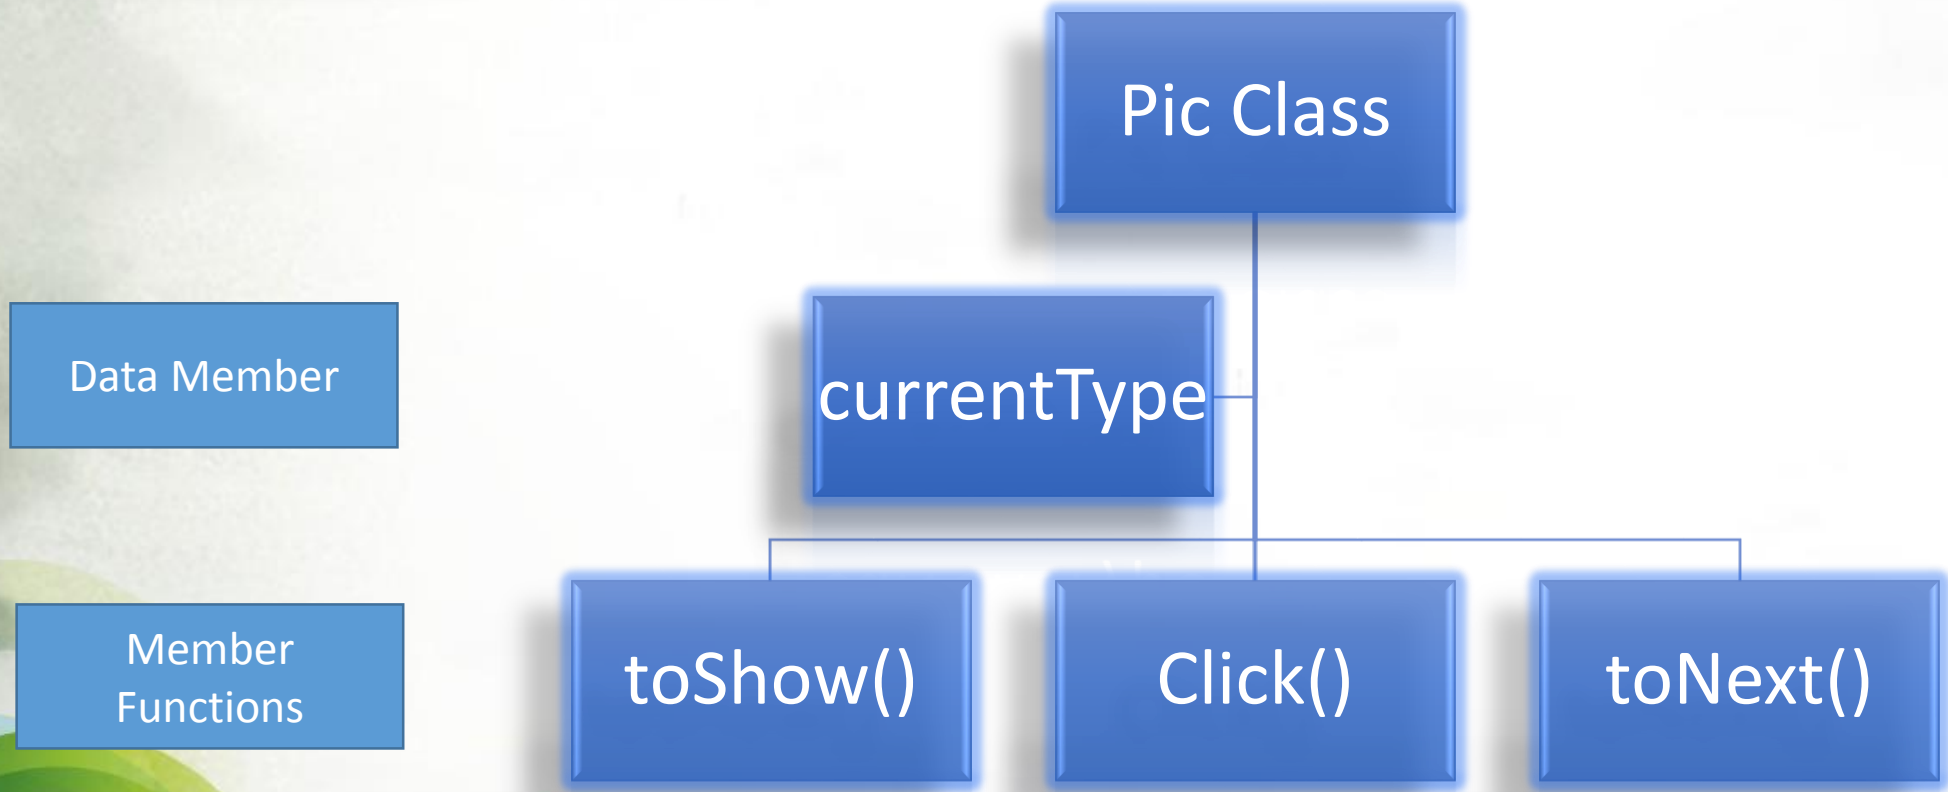 Pic Class
Data Member
currentType
Member
Functions
toShow()
Click()
toNext()